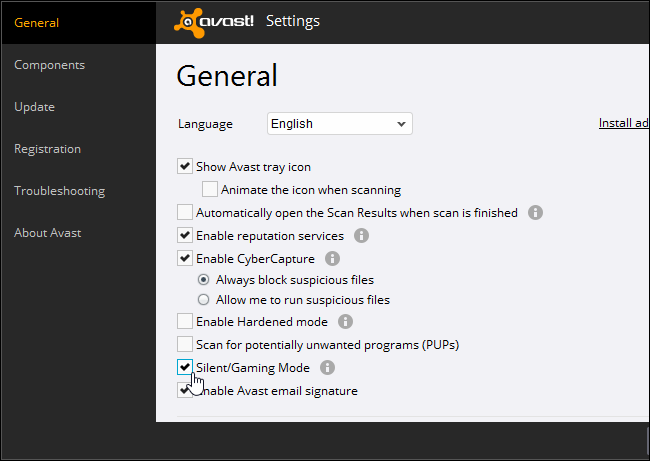 General
Components
Update
Registration
Troubleshooting
About Avast
avast! Settings
General
Language English
Install ad
Show Avast tray icon
Animate the icon when scanning
Automatically open the Scan Results when scan is finished
Enable reputation services
Enable CyberCapture
Always block suspicious files
Allow me to run suspicious files
Enable Hardened mode
Scan for potentially unwanted programs (PUPs)
Silent/Gaming Mode
Enable Avast email signature